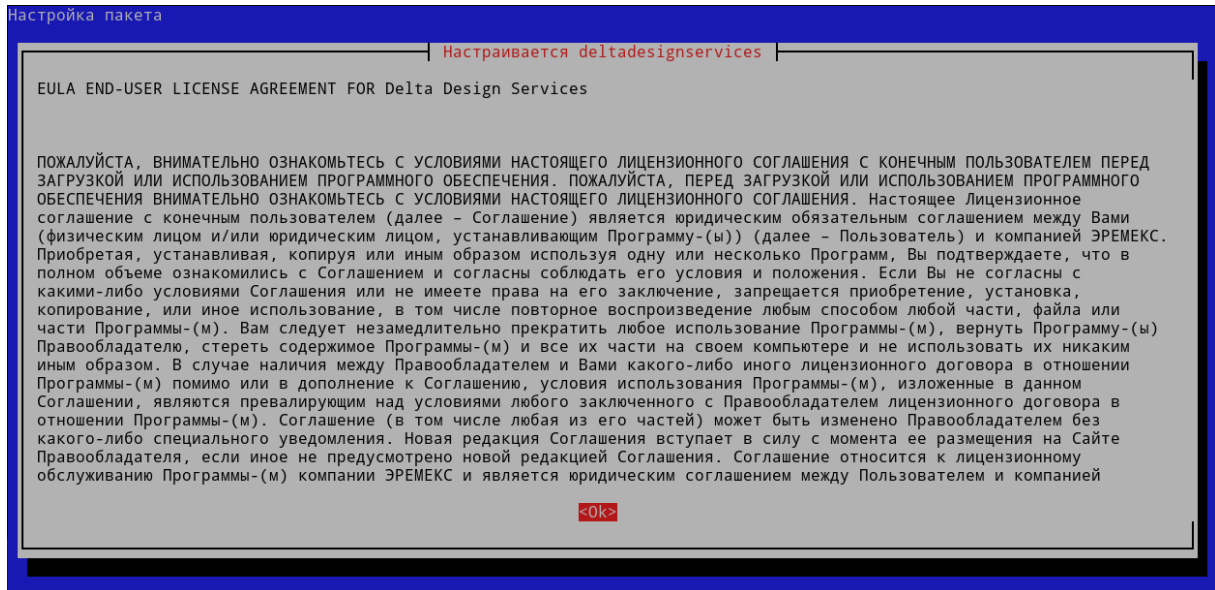 Настройка пакета
Настраивается deltadesignservices
EULA END-USER LICENSE AGREEMENT FOR Delta Design Services
ПОЖАЛУЙСТА, ВНИМАТЕЛЬНО ОЗНАКОМЬТЕСЬ С УСЛОВИЯМИ НАСТОЯЩЕГО ЛИЦЕНЗИОННОГО СОГЛАШЕНИЯ С КОНЕЧНЫМ ПОЛЬЗОВАТЕЛЕМ ПЕРЕД
ЗАГРУЗКОЙ ИЛИ ИСПОЛЬЗОВАНИЕМ ПРОГРАММНОГО ОБЕСПЕЧЕНИЯ. ПОЖАЛУЙСТА, ПЕРЕД ЗАГРУЗКОЙ ИЛИ ИСПОЛЬЗОВАНИЕМ ПРОГРАММНОГО
ОБЕСПЕЧЕНИЯ ВНИМАТЕЛЬНО ОЗНАКОМЬТЕСЬ С УСЛОВИЯМИ НАСТОЯЩЕГО ЛИЦЕНЗИОННОГО СОГЛАШЕНИЯ. Настоящее Лицензионное
соглашение с конечным пользователем (далее – Соглашение) является юридическим обязательным соглашением между Вами
(физическим лицом и/или юридическим лицом, устанавливающим Программу-(ы)) (далее – Пользователь) и компанией ЭРЕМЕКС.
Приобретая, устанавливая, копируя или иным образом используя одну или несколько Программ, Вы подтверждаете, что в
полном объеме ознакомились с Соглашением и согласны соблюдать его условия и положения. Если Вы не согласны с
какими-либо условиями Соглашения или не имеете права на его заключение, запрещается приобретение, установка,
копирование, или иное использование, в том числе повторное воспроизведение любым способом любой части, файла или
части Программы-(м). Вам следует незамедлительно прекратить любое использование Программы-(м), вернуть Программу-(ы)
Правообладателю, стереть содержимое Программы-(м) и все их части на своем компьютере и не использовать их никаким
иным образом. В случае наличия между Правообладателем и Вами какого-либо иного лицензионного договора в отношении
Программы-(м) помимо или в дополнение к Соглашению, условия использования Программы-(м), изложенные в данном
Соглашении, являются превалирующим над условиями любого заключенного с Правообладателем лицензионного договора в
отношении Программы-(м). Соглашение (в том числе любая из его частей) может быть изменено Правообладателем без
какого-либо специального уведомления. Новая редакция Соглашения вступает в силу с момента ее размещения на Сайте
Правообладателя, если иное не предусмотрено новой редакцией Соглашения. Соглашение относится к лицензионному
обслуживанию Программы-(м) компании ЭРЕМЕКС и является юридическим соглашением между Пользователем и компанией
<Ok>